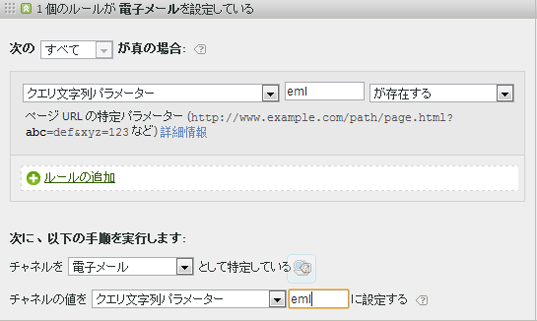 1 個のルールが 電子メールを設定している
次の すべて が真の場合:
クエリ文字列パラメーター eml が存在する
ページ URL の特定パラメーター (http://www.example.com/path/page.html?
abc=def&xyz=123 など) 詳細情報
ルールの追加
次に、以下の手順を実行します:
チャネルを 電子メール として特定している
チャネルの値を クエリ文字列パラメーター eml に設定する